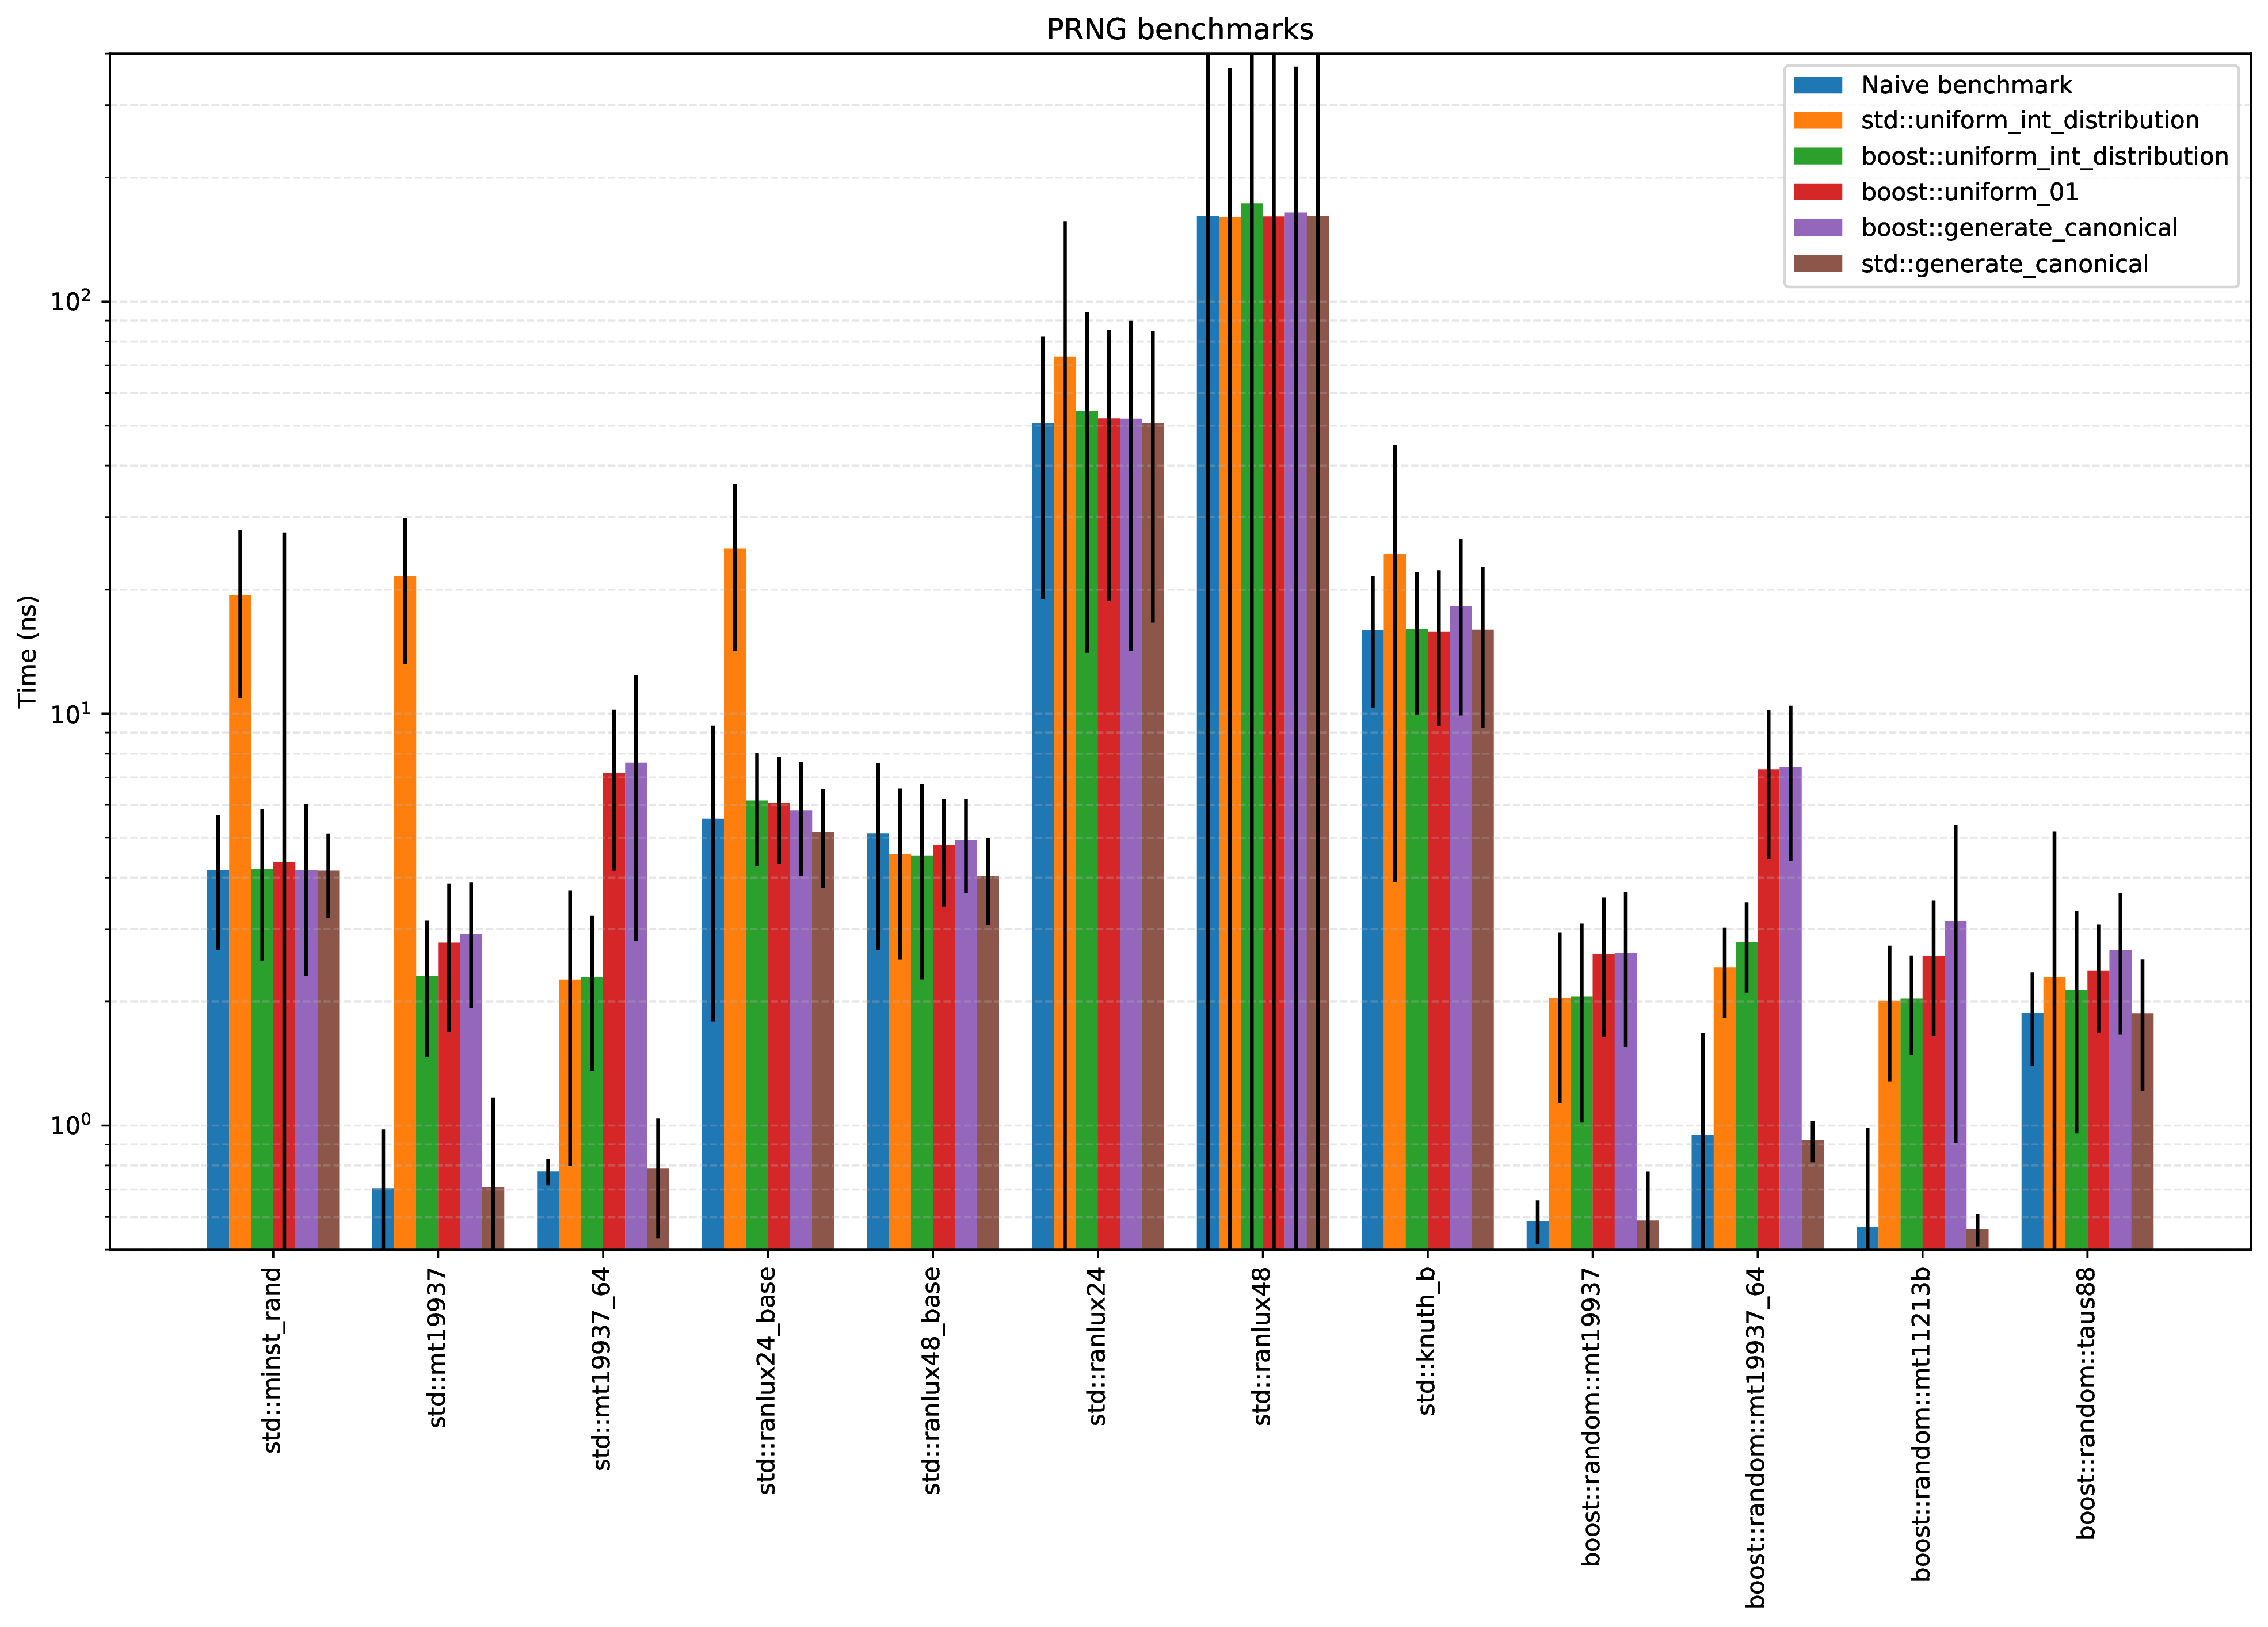 PRNG benchmarks
Naive benchmark
std::uniform_int_distribution
boost::uniform_int_distribution
boost::uniform_01
boost::generate_canonical
std::generate_canonical
Time (ns)
10²
10¹
10⁰
std::minst_rand
std::mt19937
std::mt19937_64
std::ranlux24_base
std::ranlux48_base
std::ranlux24
std::ranlux48
std::knuth_b
boost::random::mt19937
boost::random::mt19937_64
boost::random::mt11213b
boost::random::taus88